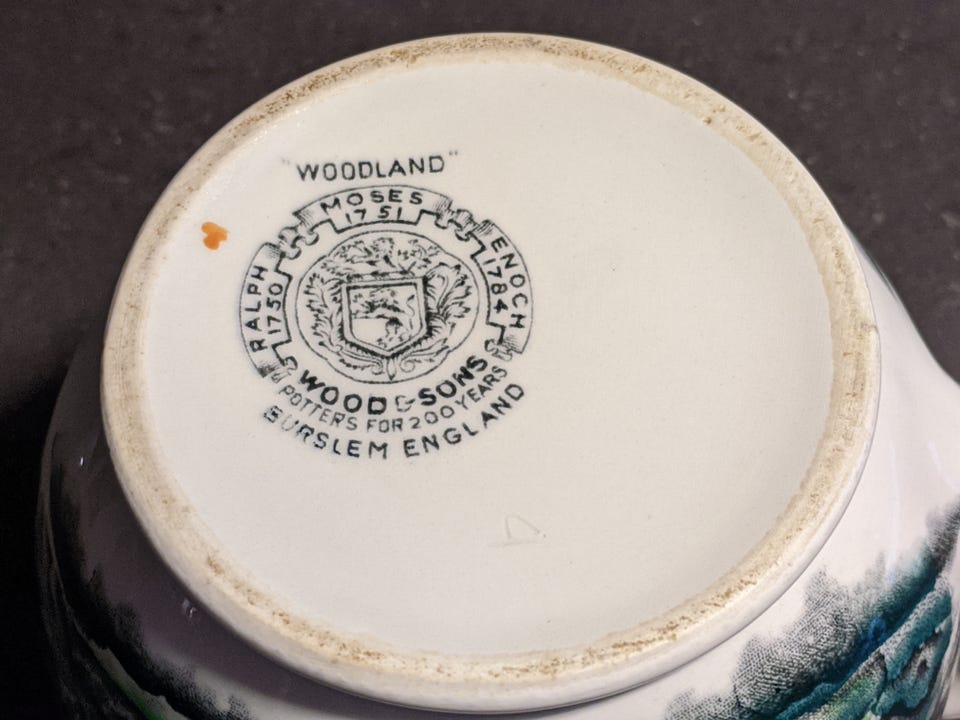 "WOODLAND"
MOSES
1751
RALPH
1750
ENOCH
1784
WOOD & SONS
POTTERS FOR 200 YEARS
BURSLEM ENGLAND